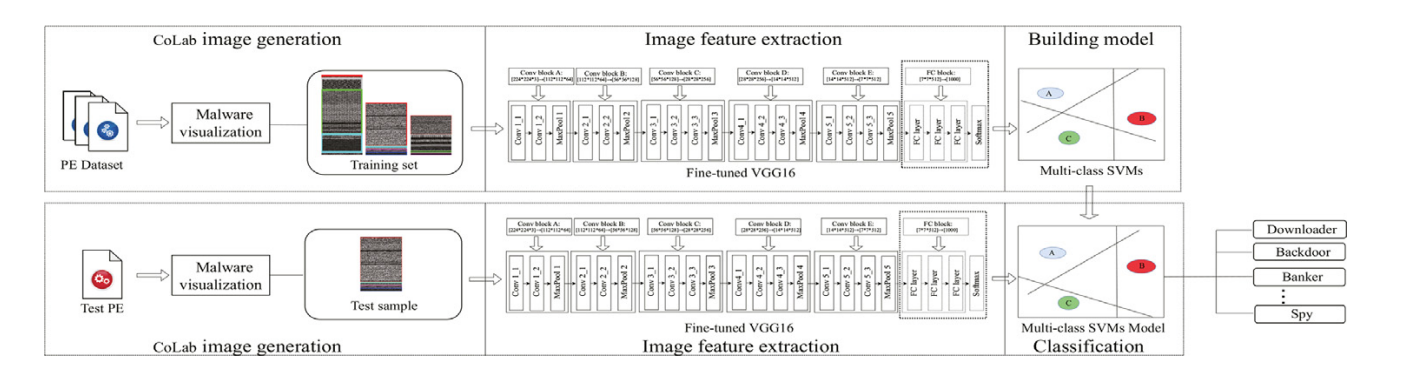 CoLab image generation
Image feature extraction
Building model
Conv block A:
[224*224*3]→[112*112*64]
Conv block B:
[112*112*64]→[56*56*128]
Conv block C:
[56*56*128]→[28*28*256]
Conv block D:
[28*28*256]→[14*14*512]
Conv block E:
[14*14*512]→[7*7*512]
FC block:
[7*7*512]→[1000]
PE Dataset
Malware
visualization
Training set
Conv 1_1
Conv 1_2
MaxPool 1
Conv 2_1
Conv 2_2
MaxPool 2
Conv 3_1
Conv 3_2
Conv 3_3
MaxPool 3
Conv4_1
Conv 4_2
Conv 4_3
MaxPool 4
Conv 5_1
Conv 5_2
Conv 5_3
MaxPool 5
FC layer
FC layer
FC layer
Softmax
Fine-tuned VGG16
A
B
C
Multi-class SVMs
Conv block A:
[224*224*3]→[112*112*64]
Conv block B:
[112*112*64]→[56*56*128]
Conv block C:
[56*56*128]→[28*28*256]
Conv block D:
[28*28*256]→[14*14*512]
Conv block E:
[14*14*512]→[7*7*512]
FC block:
[7*7*512]→[1000]
Test PE
Malware
visualization
Test sample
Conv 1_1
Conv 1_2
MaxPool 1
Conv 2_1
Conv 2_2
MaxPool 2
Conv 3_1
Conv 3_2
Conv 3_3
MaxPool 3
Conv4_1
Conv 4_2
Conv 4_3
MaxPool 4
Conv 5_1
Conv 5_2
Conv 5_3
MaxPool 5
FC layer
FC layer
FC layer
Softmax
Fine-tuned VGG16
A
B
C
Multi-class SVMs Model
Downloader
Backdoor
Banker
Spy
CoLab image generation
Image feature extraction
Classification